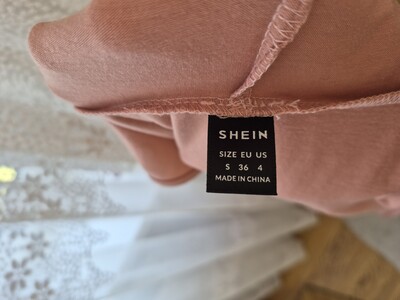 SHEIN
SIZE EU US
S 36 4
MADE IN CHINA